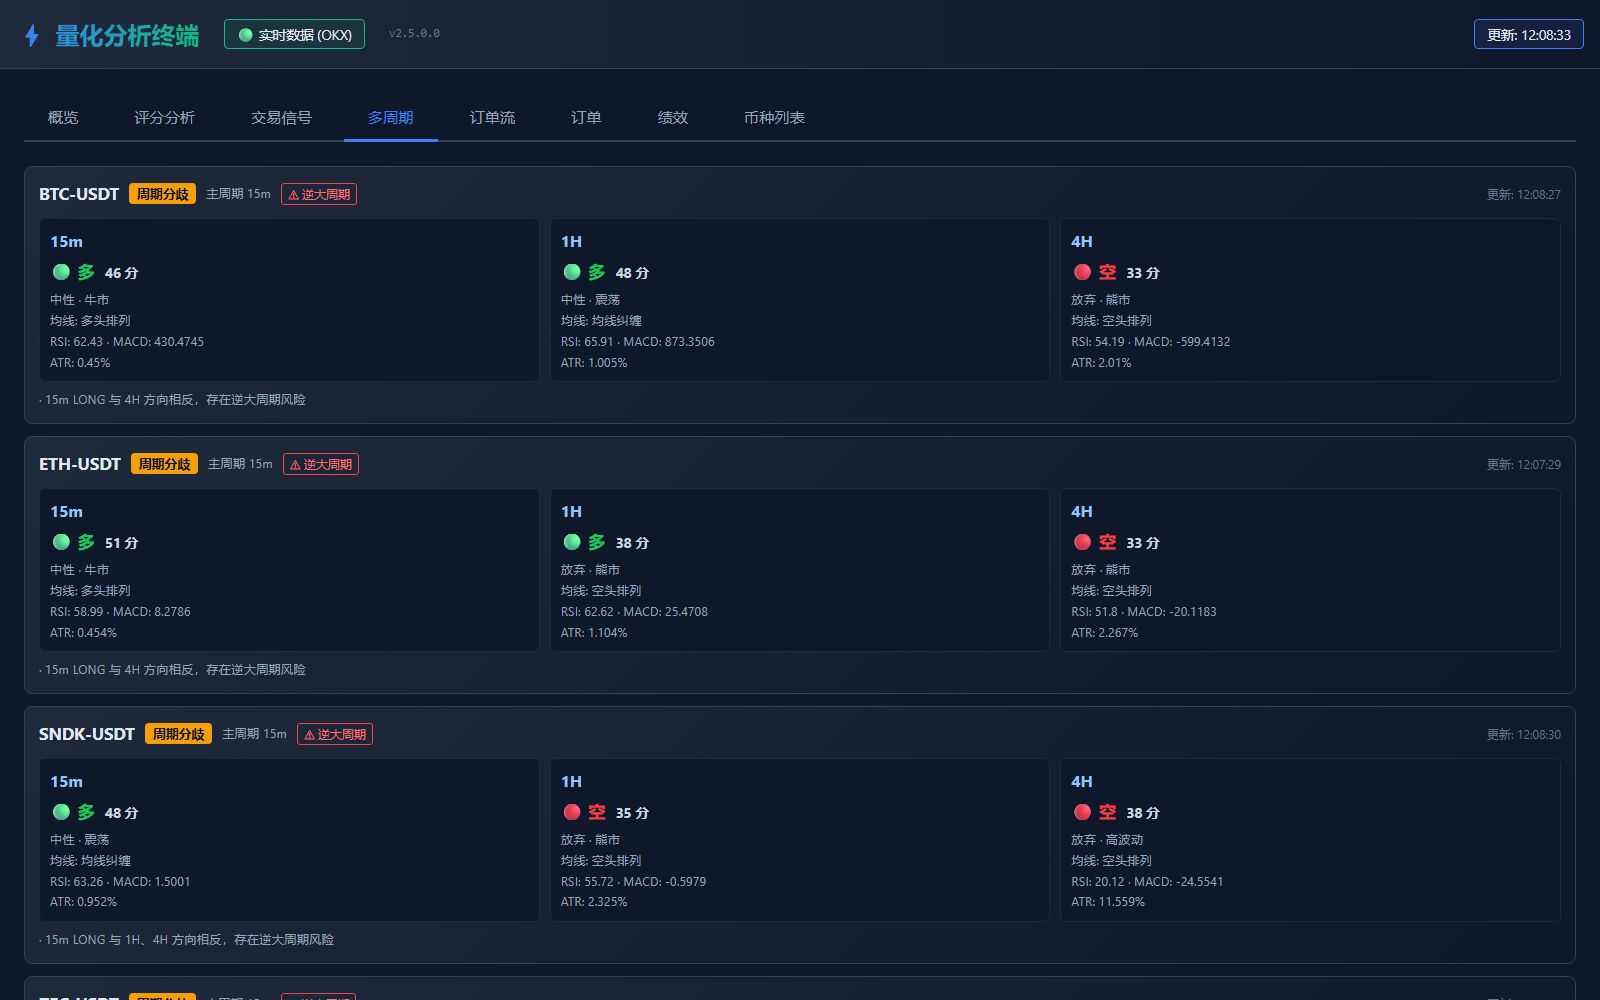 量化分析终端
实时数据 (OKX)
v2.5.0.0
更新: 12:08:33
概览 评分分析 交易信号 多周期 订单流 订单 绩效 币种列表
BTC-USDT 周期分歧 主周期 15m ⚠ 逆大周期 更新: 12:08:27
15m
多 46 分
中性 · 牛市
均线: 多头排列
RSI: 62.43 · MACD: 430.4745
ATR: 0.45%
1H
多 48 分
中性 · 震荡
均线: 均线纠缠
RSI: 65.91 · MACD: 873.3506
ATR: 1.005%
4H
空 33 分
放弃 · 熊市
均线: 空头排列
RSI: 54.19 · MACD: -599.4132
ATR: 2.01%
· 15m LONG 与 4H 方向相反，存在逆大周期风险
ETH-USDT 周期分歧 主周期 15m ⚠ 逆大周期 更新: 12:07:29
15m
多 51 分
中性 · 牛市
均线: 多头排列
RSI: 58.99 · MACD: 8.2786
ATR: 0.454%
1H
多 38 分
放弃 · 熊市
均线: 空头排列
RSI: 62.62 · MACD: 25.4708
ATR: 1.104%
4H
空 33 分
放弃 · 熊市
均线: 空头排列
RSI: 51.8 · MACD: -20.1183
ATR: 2.267%
· 15m LONG 与 4H 方向相反，存在逆大周期风险
SNDK-USDT 周期分歧 主周期 15m ⚠ 逆大周期 更新: 12:08:30
15m
多 48 分
中性 · 震荡
均线: 均线纠缠
RSI: 63.26 · MACD: 1.5001
ATR: 0.952%
1H
空 35 分
放弃 · 熊市
均线: 空头排列
RSI: 55.72 · MACD: -0.5979
ATR: 2.325%
4H
空 38 分
放弃 · 高波动
均线: 空头排列
RSI: 20.12 · MACD: -24.5541
ATR: 11.559%
· 15m LONG 与 1H、4H 方向相反，存在逆大周期风险